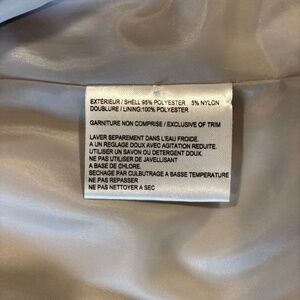 EXTÉRIEUR / SHELL 95% POLYESTER 5% NYLON
DOUBLURE / LINING:100% POLYESTER
GARNITURE NON COMPRISE / EXCLUSIVE OF TRIM
LAVER SEPAREMENT DANS L'EAU FROIDE.
A UN REGLAGE DOUX AVEC AGITATION REDUITE.
UTILISER UN SAVON OU DETERGENT DOUX.
NE PAS UTILISER DE JAVELLISANT
A BASE DE CHLORE.
SECHAGE PAR CULBUTRAGE A BASSE TEMPERATURE
NE PAS REPASSER
NE PAS NETTOYER A SEC